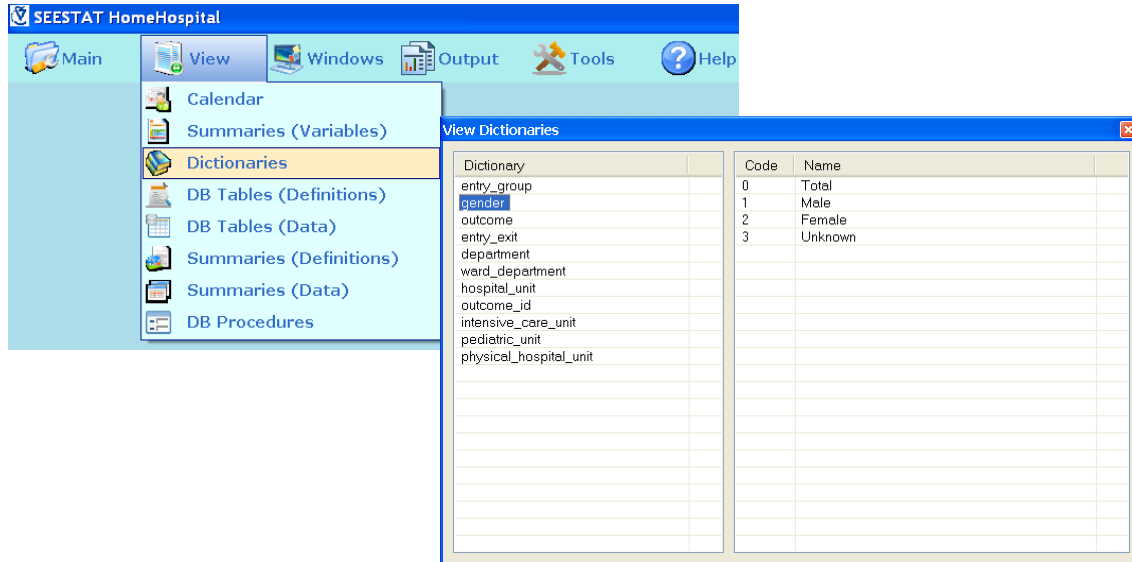 SEESTAT HomeHospital
Main View Windows Output Tools Help
Calendar
Summaries (Variables)
Dictionaries
DB Tables (Definitions)
DB Tables (Data)
Summaries (Definitions)
Summaries (Data)
DB Procedures
View Dictionaries
Dictionary
entry_group
gender
outcome
entry_exit
department
ward_department
hospital_unit
outcome_id
intensive_care_unit
pediatric_unit
physical_hospital_unit
Code Name
0 Total
1 Male
2 Female
3 Unknown